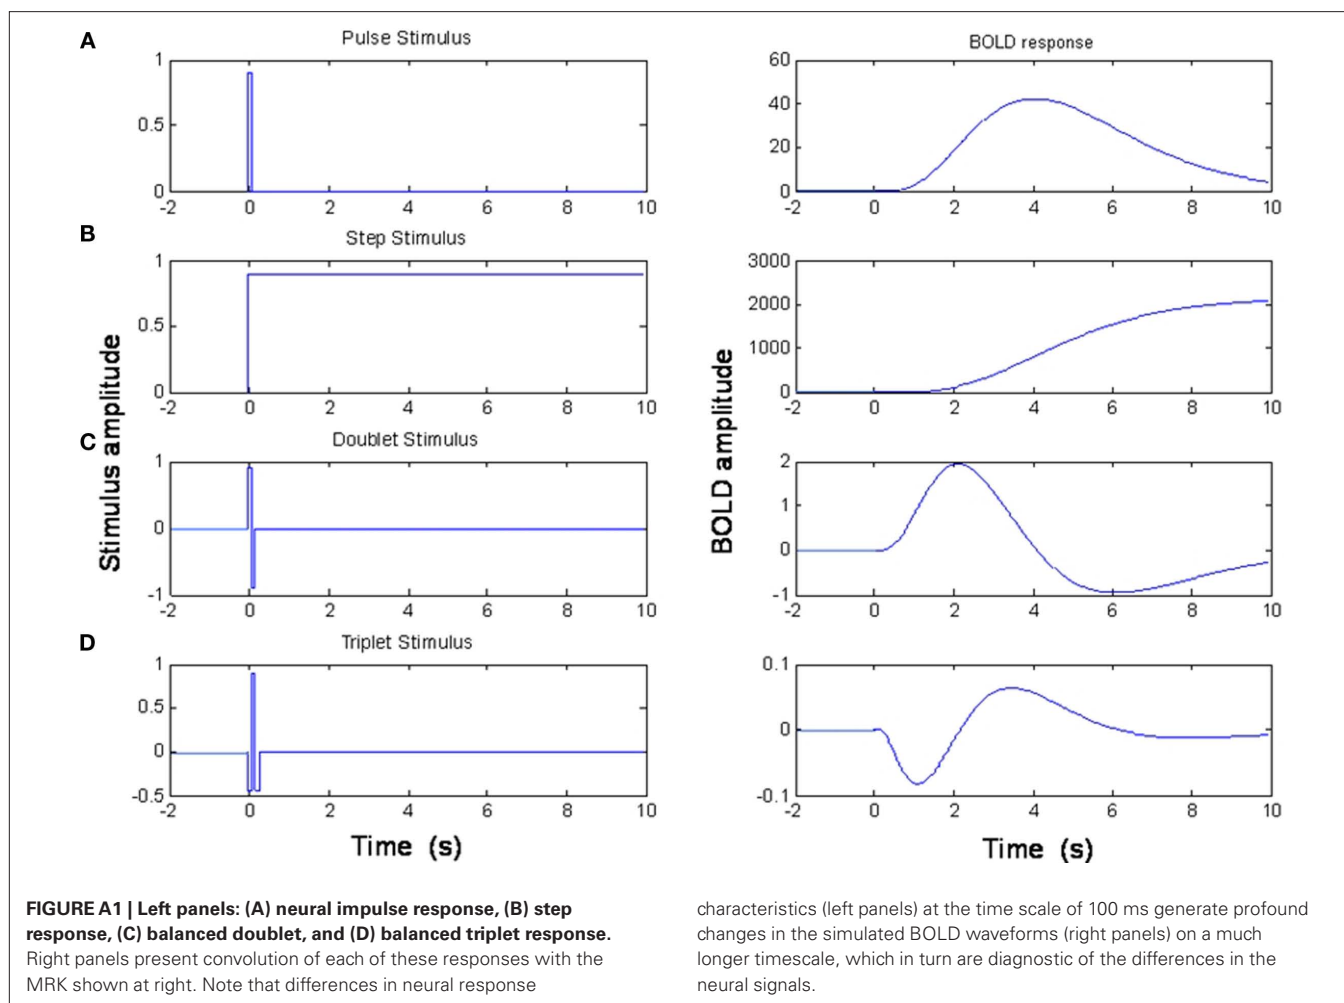 A
Pulse Stimulus
1
0.5
0
-2 0 2 4 6 8 10
BOLD response
60
40
20
0
-2 0 2 4 6 8 10
B
Step Stimulus
1
0.5
0
-2 0 2 4 6 8 10
3000
2000
1000
0
-2 0 2 4 6 8 10
Stimulus amplitude
BOLD amplitude
C
Doublet Stimulus
1
0
-1
-2 0 2 4 6 8 10
2
1
0
-1
-2 0 2 4 6 8 10
D
Triplet Stimulus
1
0.5
0
-0.5
-2 0 2 4 6 8 10
Time (s)
0.1
0
-0.1
-2 0 2 4 6 8 10
Time (s)
FIGURE A1 | Left panels: (A) neural impulse response, (B) step
response, (C) balanced doublet, and (D) balanced triplet response.
Right panels present convolution of each of these responses with the
MRK shown at right. Note that differences in neural response
characteristics (left panels) at the time scale of 100 ms generate profound
changes in the simulated BOLD waveforms (right panels) on a much
longer timescale, which in turn are diagnostic of the differences in the
neural signals.